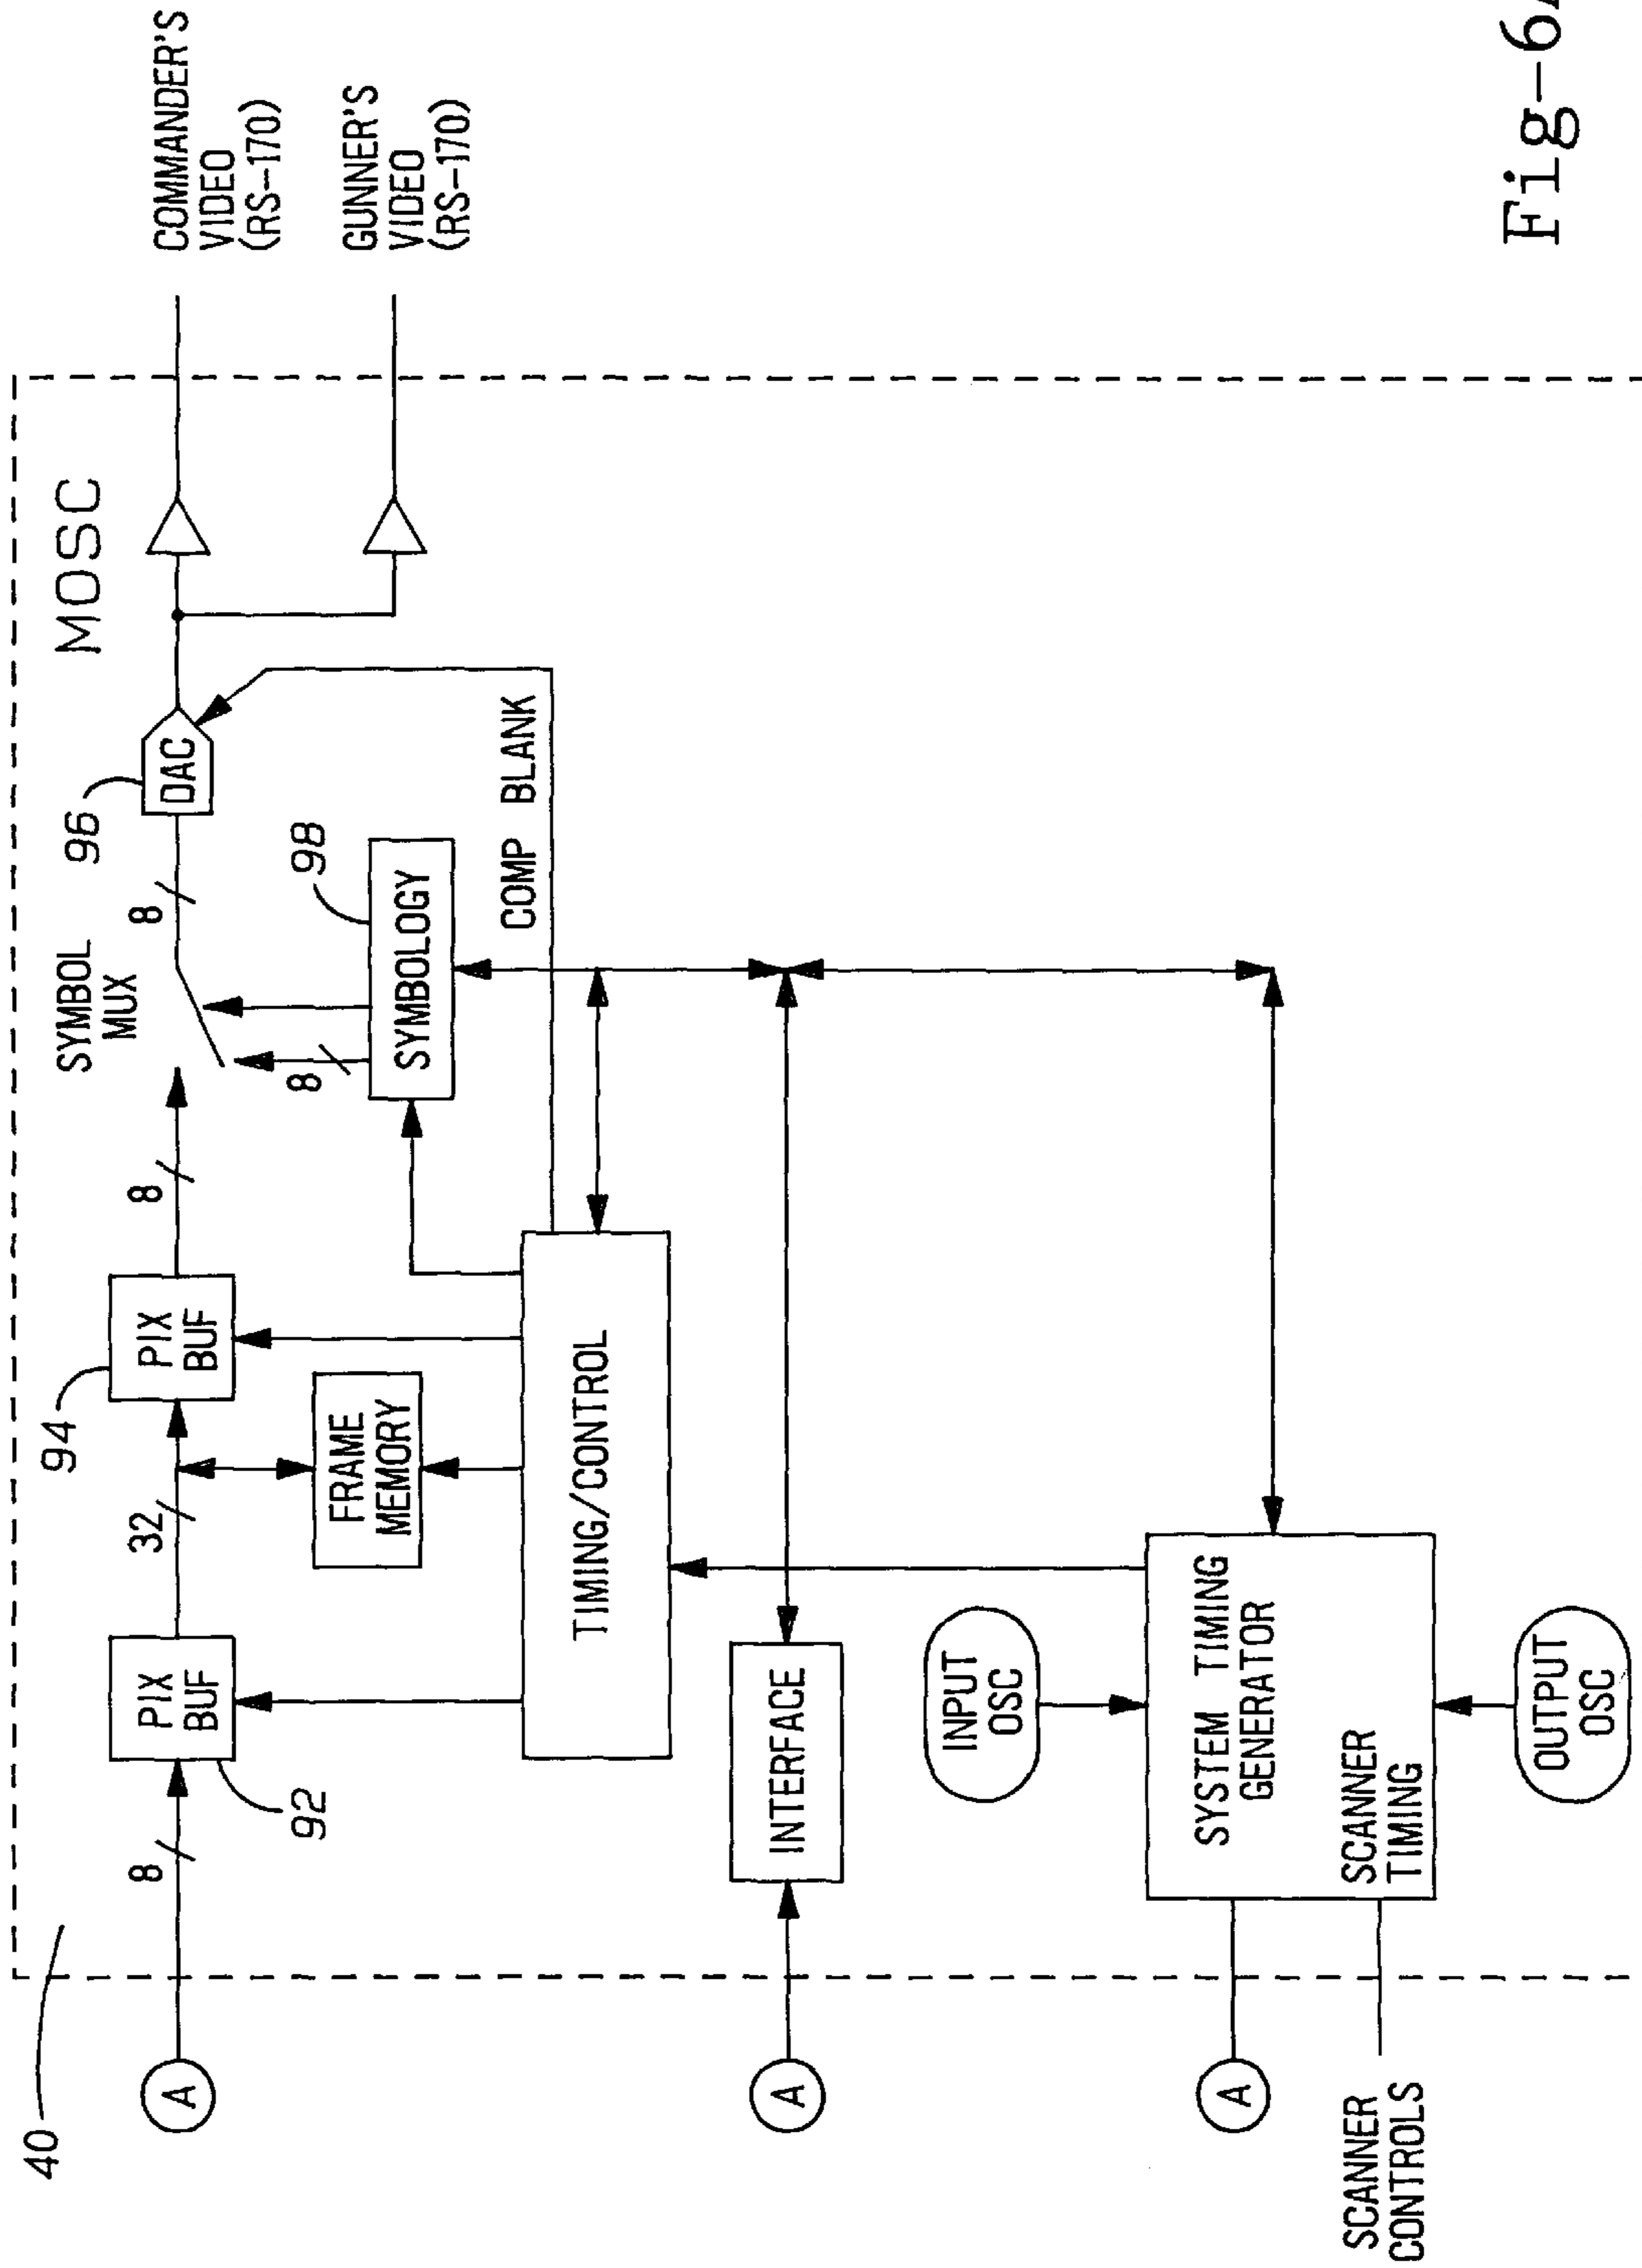 40
MOSC
A
8
PIX
BUF
92
32
94
PIX
BUF
8
SYMBOL
MUX
8
96
DAC
COMMANDER'S
VIDEO
(RS-170)
GUNNER'S
VIDEO
(RS-170)
FRAME
MEMORY
8
SYMBOLOGY
98
COMP BLANK
TIMING/CONTROL
A
INTERFACE
INPUT
OSC
A
SYSTEM TIMING
GENERATOR
SCANNER
TIMING
SCANNER
CONTROLS
OUTPUT
OSC
Fig-6